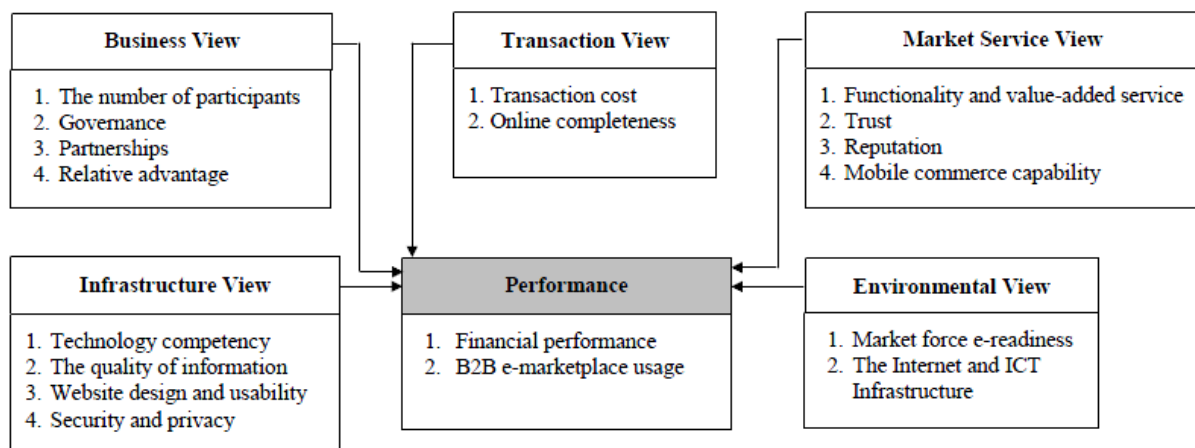 Business View
1. The number of participants
2. Governance
3. Partnerships
4. Relative advantage
Transaction View
1. Transaction cost
2. Online completeness
Market Service View
1. Functionality and value-added service
2. Trust
3. Reputation
4. Mobile commerce capability
Infrastructure View
1. Technology competency
2. The quality of information
3. Website design and usability
4. Security and privacy
Performance
1. Financial performance
2. B2B e-marketplace usage
Environmental View
1. Market force e-readiness
2. The Internet and ICT
Infrastructure